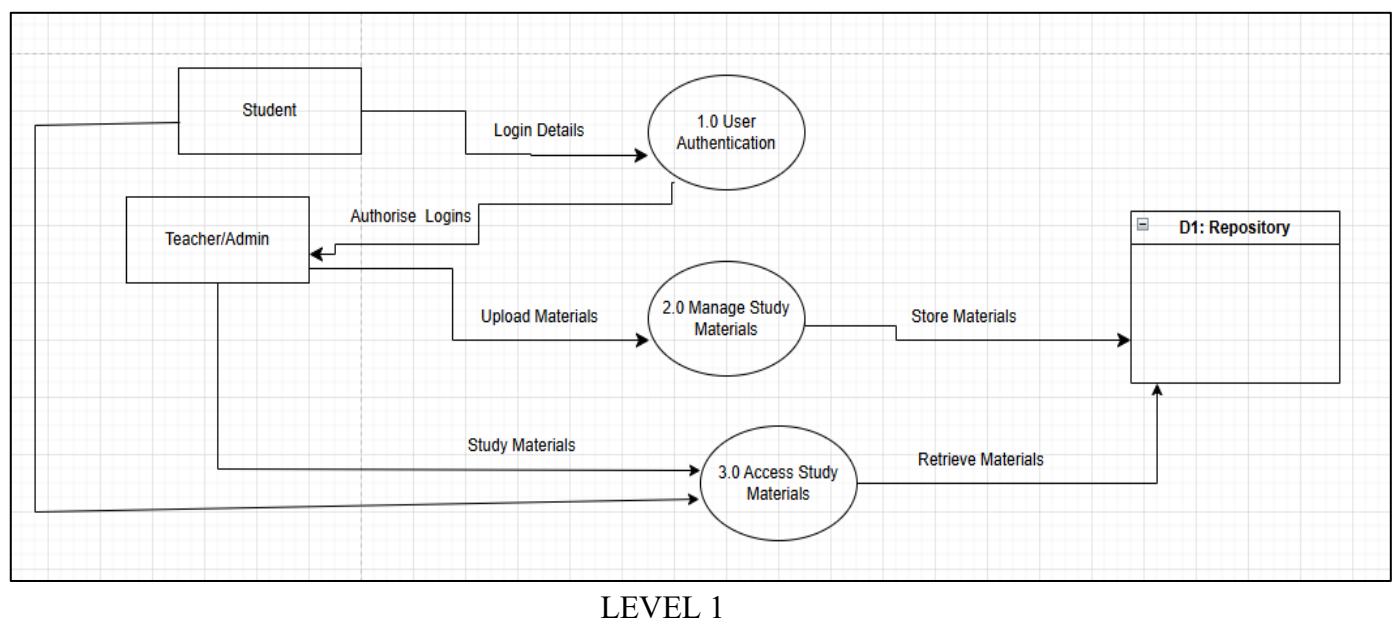 Student
Login Details
1.0 User
Authentication
Authorise Logins
Teacher/Admin
D1: Repository
Upload Materials
2.0 Manage Study
Materials
Store Materials
Study Materials
3.0 Access Study
Materials
Retrieve Materials
LEVEL 1